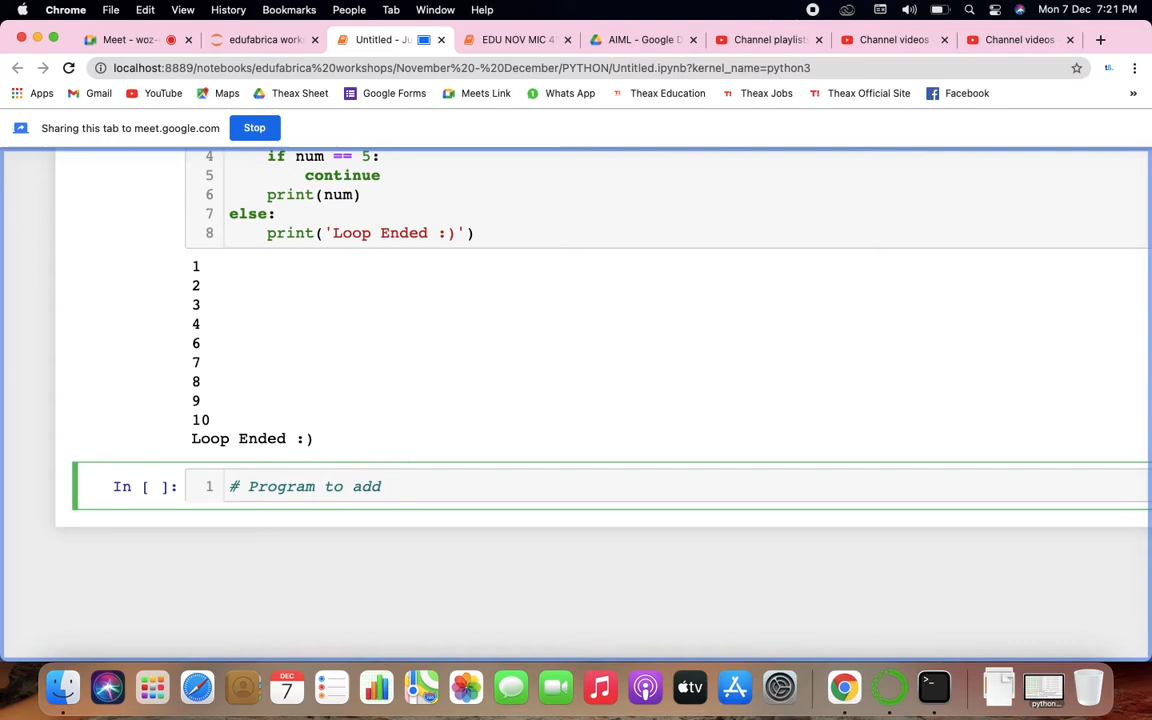 Chrome File Edit View History Bookmarks People Tab Window Help Mon 7 Dec 7:21 PM
Meet - woz- edufabrica work Untitled - Ju EDU NOV MIC 4 AIML - Google D Channel playlist Channel videos Channel videos
localhost:8889/notebooks/edufabrica%20workshops/November%20-%20December/PYTHON/Untitled.ipynb?kernel_name=python3
Apps Gmail YouTube Maps Theax Sheet Google Forms Meets Link Whats App Theax Education Theax Jobs Theax Official Site Facebook »
Sharing this tab to meet.google.com Stop
4 if num == 5:
5 continue
6 print(num)
7 else:
8 print('Loop Ended :)')
1
2
3
4
6
7
8
9
10
Loop Ended :)
In [ ]: 1 # Program to add
DEC
7
tv
python...